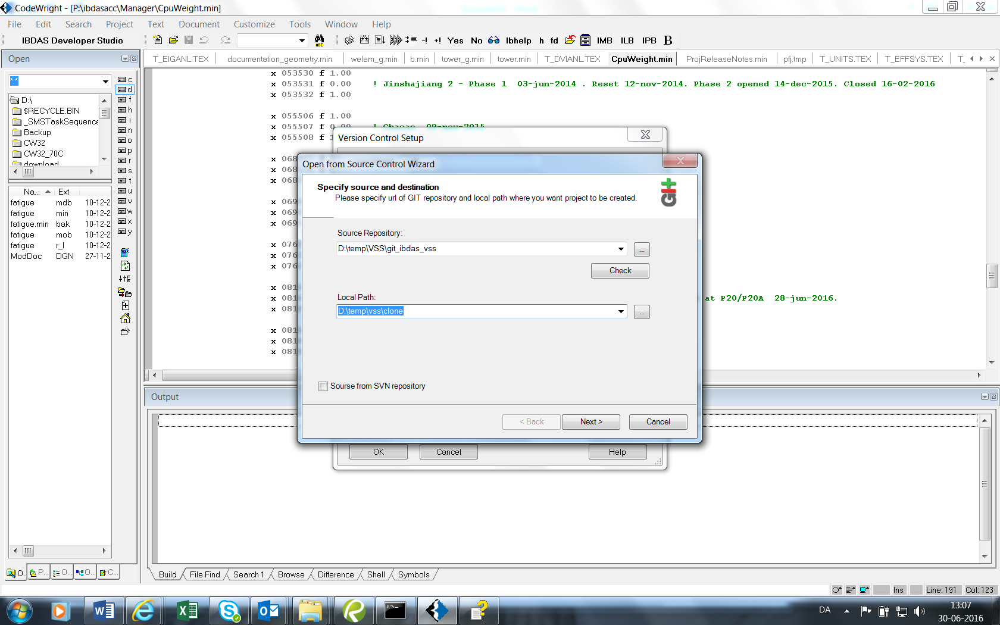 CodeWright - [P:\ibdasacc\Manager\CpuWeight.min]
File Edit Search Project Text Document Customize Tools Window Help
IBDAS Developer Studio
ABC
Yes No Ibhelp h fd IMB ILB IPB B
Open
T_EIGANL.TEX documentation_geometry.min welem_g.min b.min tower_g.min tower.min T_DVIANL.TEX CpuWeight.min ProjReleaseNotes.min pfj.tmp T_UNITS.TEX T_EFFSYS.TEX T_
*.*
D:\
$RECYCLE.BIN
_SMSTaskSequence
Backup
CW32
CW32_70C
download
c
d
f
h
i
n
o
p
r
s
t
u
v
w
x
y
Na... Ext
fatigue mdb 10-12-2
fatigue min 10-12-2
fatigue.min bak 10-12-2
fatigue mob 10-12-2
fatigue r_l 10-12-2
ModDoc DGN 27-11-2
x 053530 f 1.00
x 053531 f 0.00 ! Jinshajiang 2 - Phase 1 03-jun-2014 . Reset 12-nov-2014. Phase 2 opened 14-dec-2015. Closed 16-02-2016
x 053532 f 1.00
x 055506 f 1.00
x 055507 f 0.00 ! Chacao 09-nov-2015
x 055508 f
x 068
x 068
x 068
x 069
x 069
x 069
x 076
x 076
x 076
x 081
x 081 at P20/P20A 28-jun-2016.
x 081
x 081
x 081
x 081
Version Control Setup
Open from Source Control Wizard
Specify source and destination
Please specify url of GIT repository and local path where you want project to be created.
Source Repository:
D:\temp\VSS\git_ibdas_vss
...
Check
Local Path:
D:\temp\vss\clone
...
Sourse from SVN repository
< Back Next > Cancel
OK Cancel Help
Output
O.. P... O... O... C...
Build File Find Search 1 Browse Difference Shell Symbols
Ins Line: 191 Col: 123
DA
13:07
30-06-2016